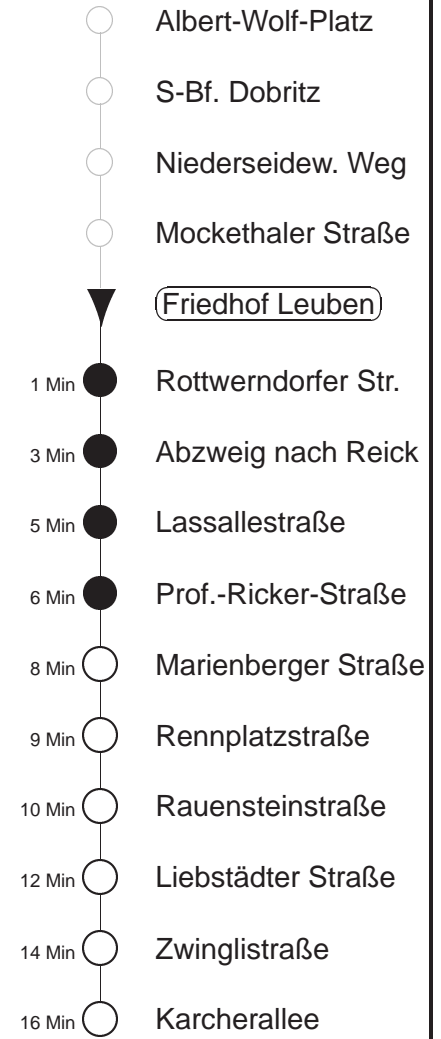 Albert-Wolf-Platz
S-Bf. Dobritz
Niederseidew. Weg
Mockethaler Straße
Friedhof Leuben
1 Min Rottwerndorfer Str.
3 Min Abzweig nach Reick
5 Min Lassallestraße
6 Min Prof.-Ricker-Straße
8 Min Marienberger Straße
9 Min Rennplatzstraße
10 Min Rauensteinstraße
12 Min Liebstädter Straße
14 Min Zwinglistraße
16 Min Karcherallee